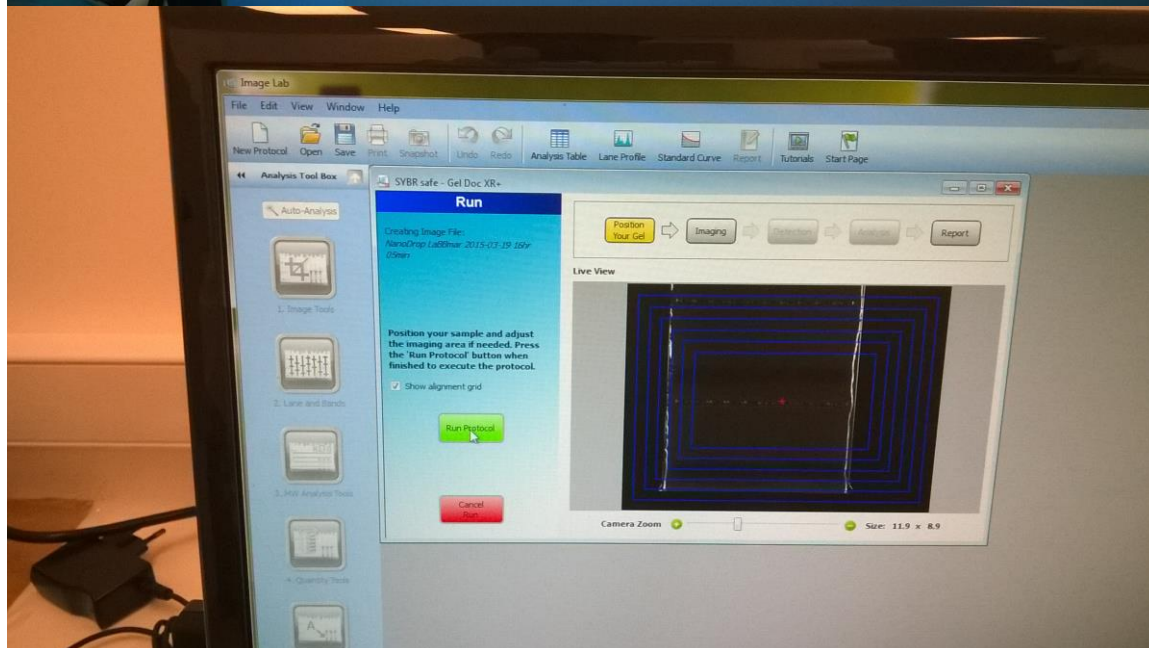 Image Lab
File Edit View Window Help
New Protocol Open Save Print Snapshot Undo Redo Analysis Table Lane Profile Standard Curve Report Tutorials Start Page
Analysis Tool Box
SYBR safe - Gel Doc XR+
Auto-Analysis
Run
Creating Image File:
NanoDrop LaBBmar 2015-03-19 16hr
05min
Position
Your Gel
Imaging
Detection
Analysis
Report
Live View
1. Image Tools
Position your sample and adjust
the imaging area if needed. Press
the 'Run Protocol' button when
finished to execute the protocol.
Show alignment grid
2. Lane and Bands
Run Protocol
3. MW Analysis Tools
Cancel
Run
Camera Zoom
Size: 11.9 x 8.9
4. Quantity Tools
A